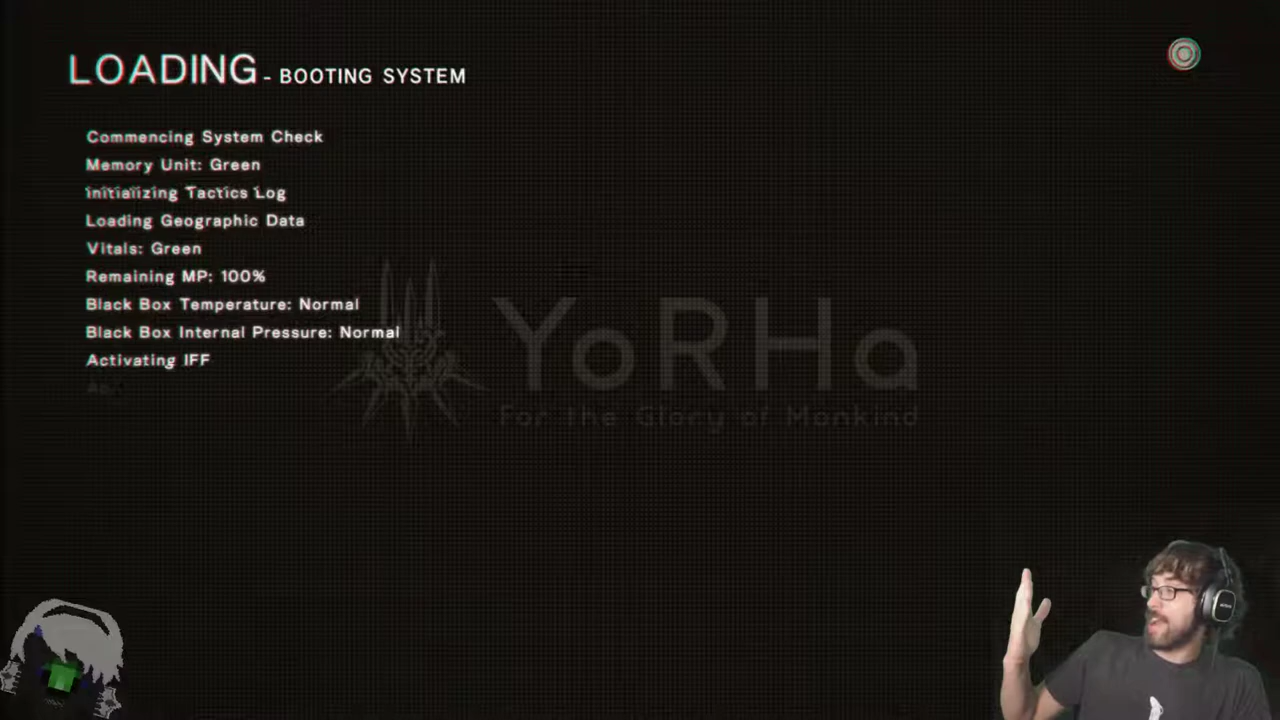 LOADING - BOOTING SYSTEM
Commencing System Check
Memory Unit: Green
Initializing Tactics Log
Loading Geographic Data
Vitals: Green
Remaining MP: 100%
Black Box Temperature: Normal
Black Box Internal Pressure: Normal
Activating IFF
YoRHa
For the Glory of Mankind